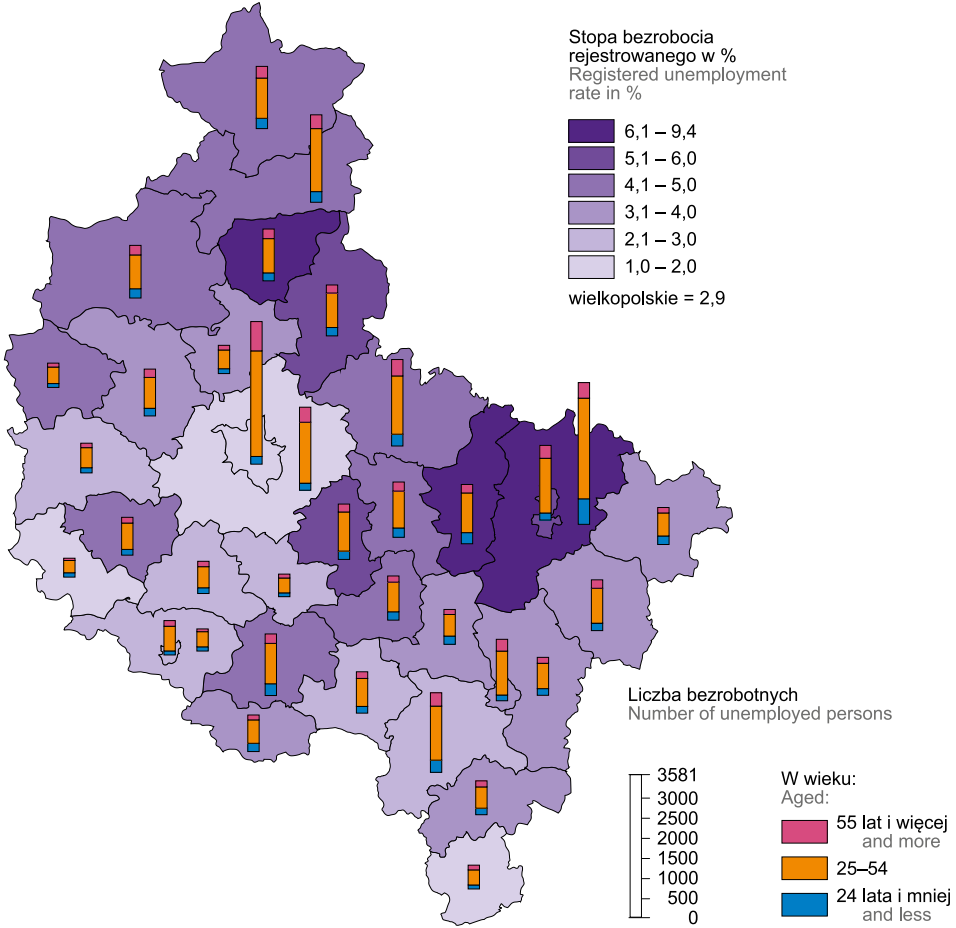 Stopa bezrobocia
rejestrowanego w %
Registered unemployment
rate in %
6,1 – 9,4
5,1 – 6,0
4,1 – 5,0
3,1 – 4,0
2,1 – 3,0
1,0 – 2,0
wielkopolskie = 2,9
Liczba bezrobotnych
Number of unemployed persons
3581
3000
2500
2000
1500
1000
500
0
W wieku:
Aged:
55 lat i więcej
and more
25–54
24 lata i mniej
and less